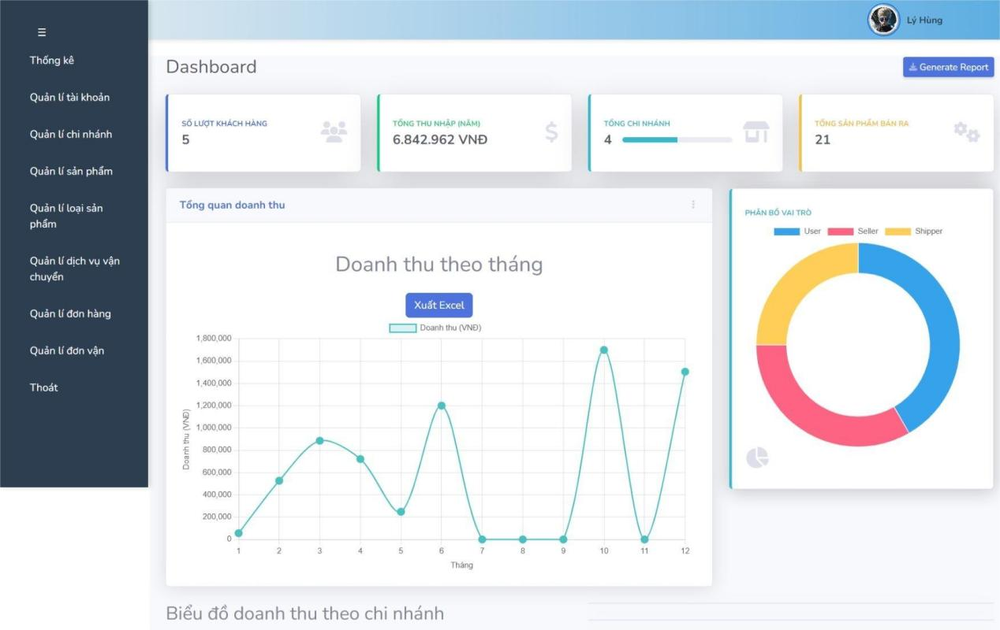 ☰
Lý Hùng
Thống kê
Quản lí tài khoản
Quản lí chi nhánh
Quản lí sản phẩm
Quản lí loại sản
phẩm
Quản lí dịch vụ vận
chuyển
Quản lí đơn hàng
Quản lí đơn vận
Thoát
Dashboard
Generate Report
SỐ LƯỢT KHÁCH HÀNG
5
TỔNG THU NHẬP (NĂM)
6.842.962 VNĐ
TỔNG CHI NHÁNH
4
TỔNG SẢN PHẨM BÁN RA
21
Tổng quan doanh thu
Doanh thu theo tháng
Xuất Excel
Doanh thu (VNĐ)
Doanh thu (VNĐ)
1,800,000
1,600,000
1,400,000
1,200,000
1,000,000
800,000
600,000
400,000
200,000
0
1 2 3 4 5 6 7 8 9 10 11 12
Tháng
PHÂN BỔ VAI TRÒ
User Seller Shipper
Biểu đồ doanh thu theo chi nhánh